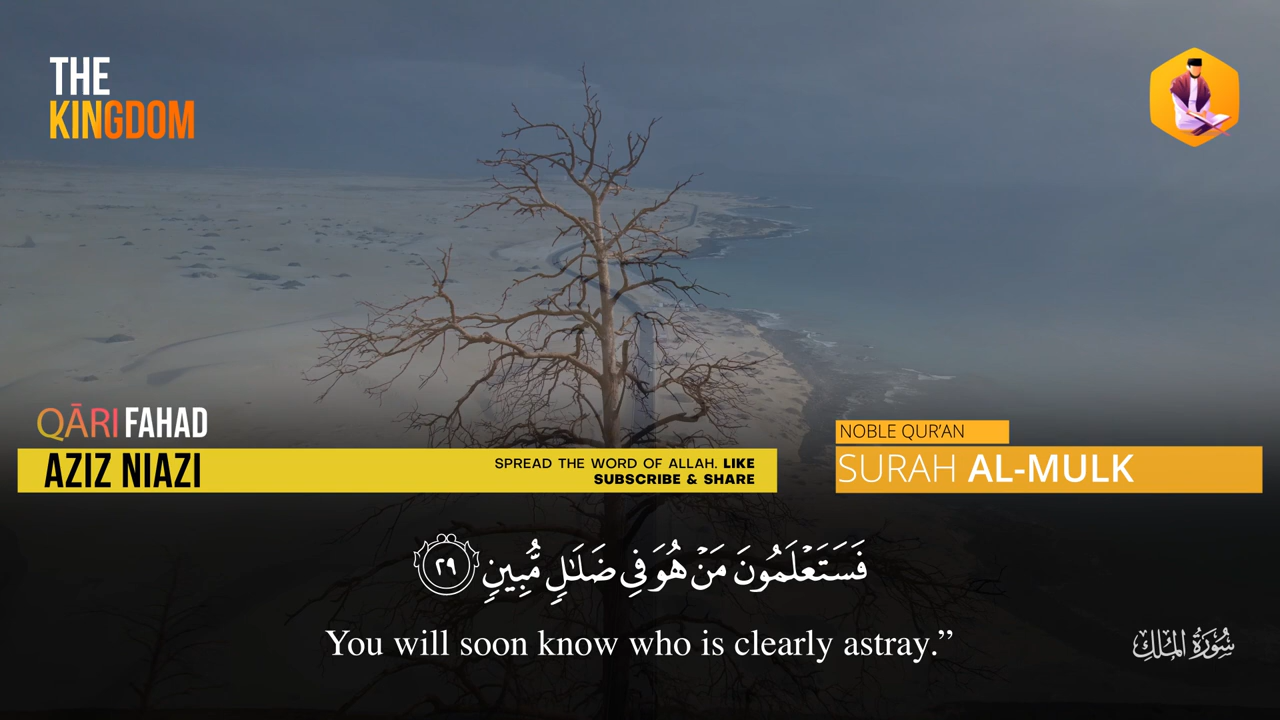 THE
KINGDOM
QĀRI FAHAD
AZIZ NIAZI
SPREAD THE WORD OF ALLAH. LIKE
SUBSCRIBE & SHARE
NOBLE QUR’AN
SURAH AL-MULK
فَسَتَعۡلَمُونَ مَنۡ هُوَ فِي ضَلَٰلٖ مُّبِينٖ ٢٩
You will soon know who is clearly astray.”
سُورَةُ المُلكِ